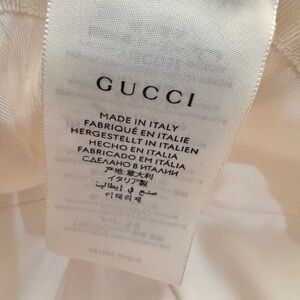 GUCCI
MADE IN ITALY
FABRIQUÉ EN ITALIE
HERGESTELLT IN ITALIEN
HECHO EN ITALIA
FABRICADO EM ITÁLIA
СДЕЛАНО В ИТАЛИИ
产地:意大利
イタリア製
صنع في إيطاليا
이태리제